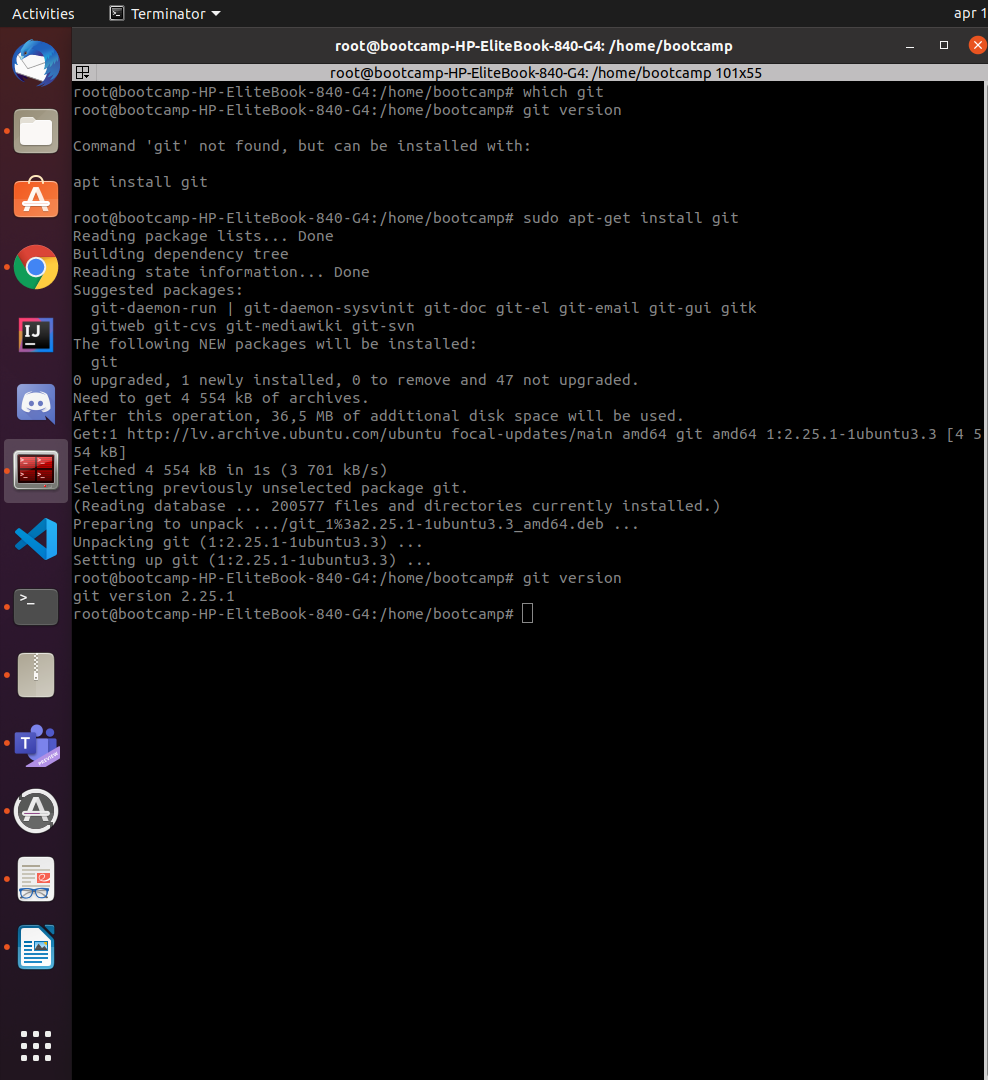 Activities
Terminator
apr 1
root@bootcamp-HP-EliteBook-840-G4: /home/bootcamp
root@bootcamp-HP-EliteBook-840-G4: /home/bootcamp 101x55
root@bootcamp-HP-EliteBook-840-G4:/home/bootcamp# which git
root@bootcamp-HP-EliteBook-840-G4:/home/bootcamp# git version
Command 'git' not found, but can be installed with:
apt install git
root@bootcamp-HP-EliteBook-840-G4:/home/bootcamp# sudo apt-get install git
Reading package lists... Done
Building dependency tree
Reading state information... Done
Suggested packages:
  git-daemon-run | git-daemon-sysvinit git-doc git-el git-email git-gui gitk
  gitweb git-cvs git-mediawiki git-svn
The following NEW packages will be installed:
  git
0 upgraded, 1 newly installed, 0 to remove and 47 not upgraded.
Need to get 4 554 kB of archives.
After this operation, 36,5 MB of additional disk space will be used.
Get:1 http://lv.archive.ubuntu.com/ubuntu focal-updates/main amd64 git amd64 1:2.25.1-1ubuntu3.3 [4 5
54 kB]
Fetched 4 554 kB in 1s (3 701 kB/s)
Selecting previously unselected package git.
(Reading database ... 200577 files and directories currently installed.)
Preparing to unpack .../git_1%3a2.25.1-1ubuntu3.3_amd64.deb ...
Unpacking git (1:2.25.1-1ubuntu3.3) ...
Setting up git (1:2.25.1-1ubuntu3.3) ...
root@bootcamp-HP-EliteBook-840-G4:/home/bootcamp# git version
git version 2.25.1
root@bootcamp-HP-EliteBook-840-G4:/home/bootcamp#
IJ
>_
T
PREVIEW